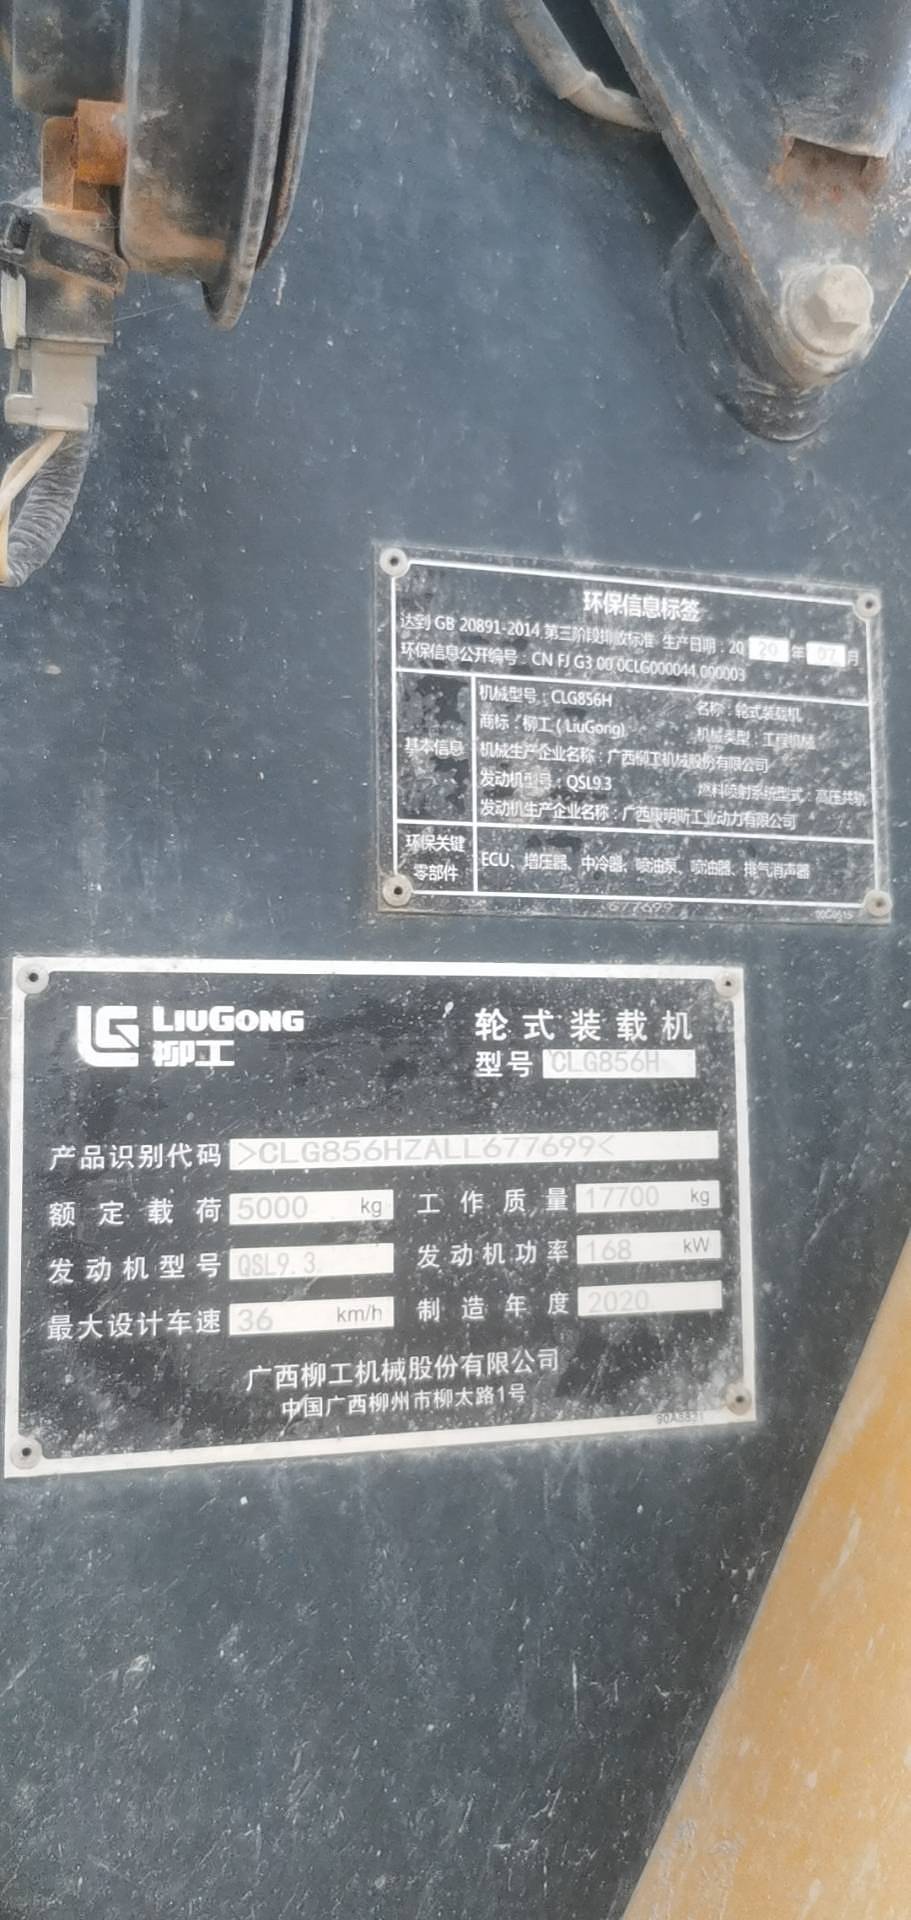 环保信息标签
达到 GB 20891-2014 第三阶段排放标准 生产日期：20 20 年 07 月
环保信息公开编号：CN FJ G3 00 0CLG000044 000003
基本信息
机械型号：CLG856H 名称：轮式装载机
商标：柳工（LiuGong） 机械类型：工程机械
机械生产企业名称：广西柳工机械股份有限公司
发动机型号：QSL9.3 燃料喷射系统型式：高压共轨
发动机生产企业名称：广西康明斯工业动力有限公司
环保关键
零部件
ECU、增压器、中冷器、喷油泵、喷油器、排气消声器
677699
LIUGONG
柳工
轮式装载机
型号 CLG856H
产品识别代码 >CLG856HZALL677699<
额定载荷 5000 kg 工作质量 17700 kg
发动机型号 QSL9.3 发动机功率 168 kW
最大设计车速 36 km/h 制造年度 2020
广西柳工机械股份有限公司
中国广西柳州市柳太路1号